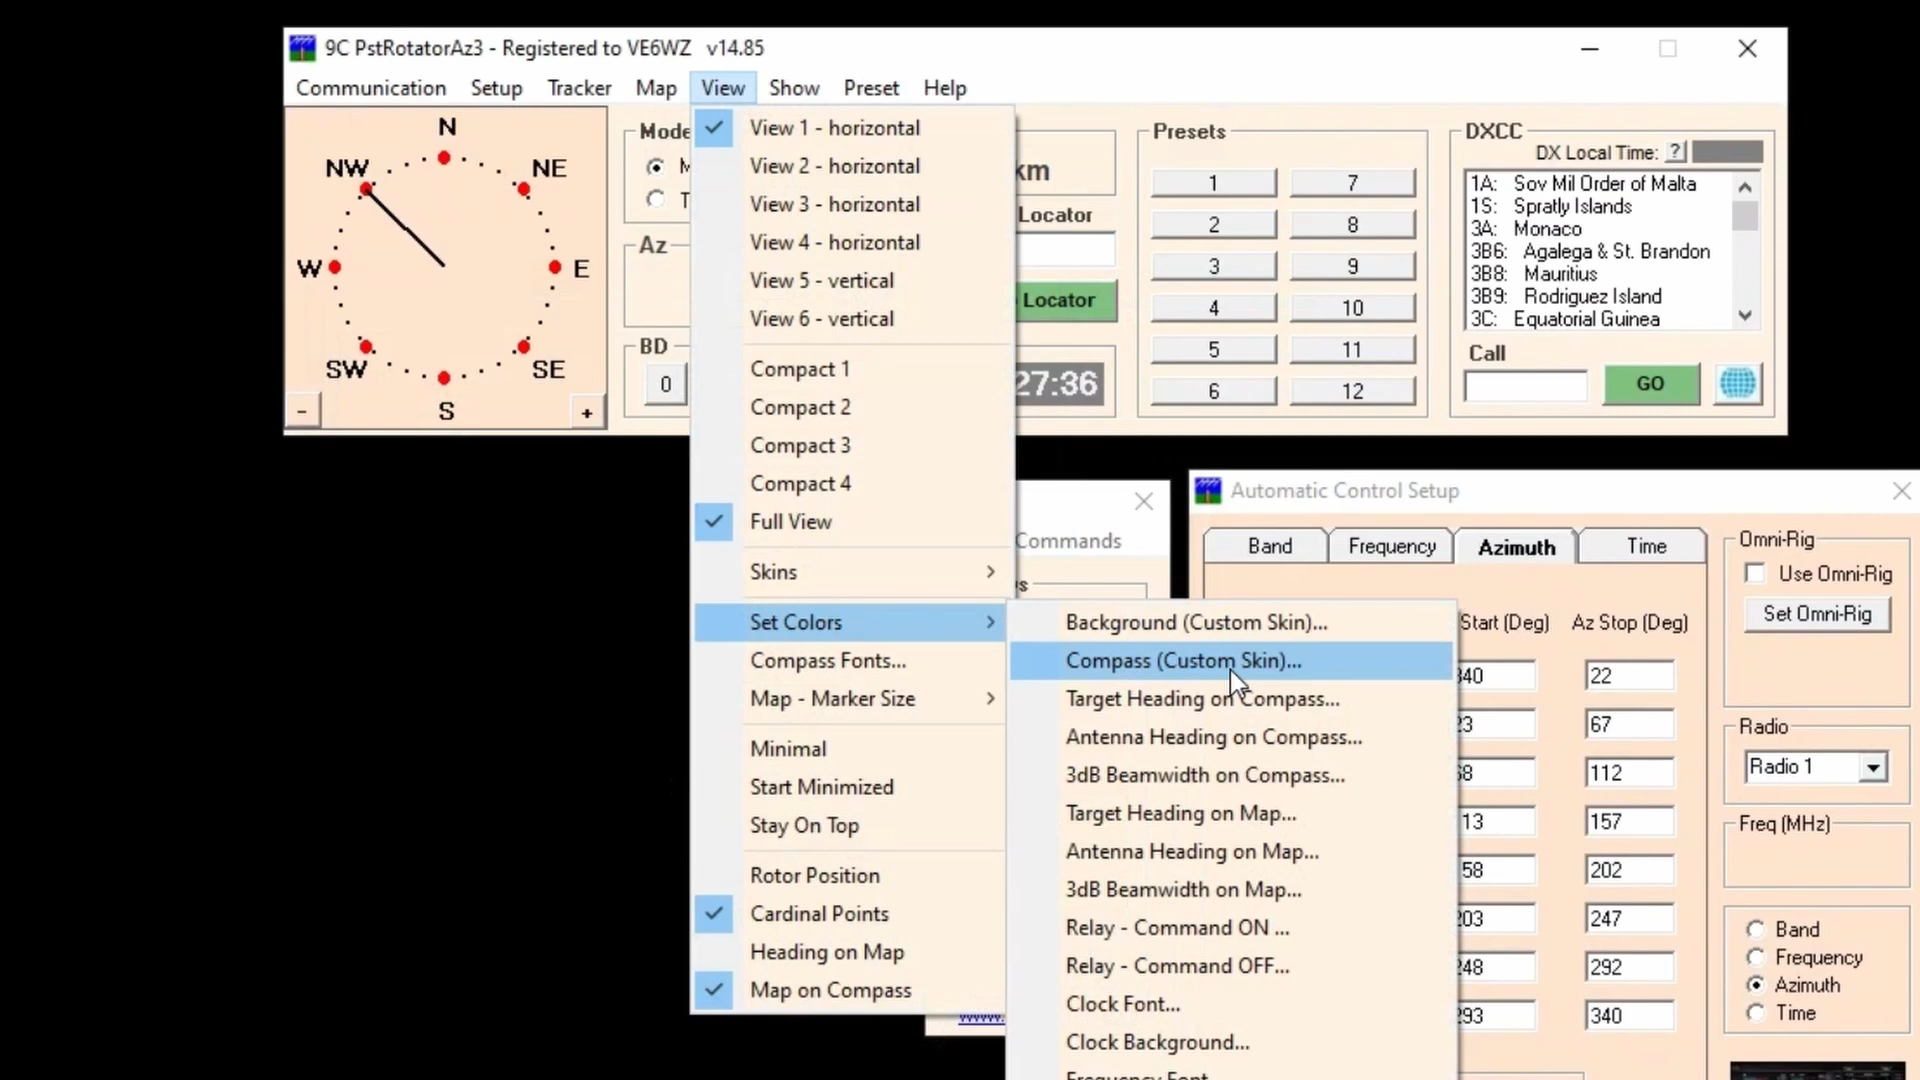 9C PstRotatorAz3 - Registered to VE6WZ v14.85
Communication Setup Tracker Map View Show Preset Help
N
NW
NE
W
E
SW
SE
S
-
+
Mode
Az
BD
0
View 1 - horizontal
View 2 - horizontal
View 3 - horizontal
View 4 - horizontal
View 5 - vertical
View 6 - vertical
Compact 1
Compact 2
Compact 3
Compact 4
Full View
Skins
Set Colors
Compass Fonts...
Map - Marker Size
Minimal
Start Minimized
Stay On Top
Rotor Position
Cardinal Points
Heading on Map
Map on Compass
km
Locator
Locator
27:36
Presets
1 7
2 8
3 9
4 10
5 11
6 12
DXCC
DX Local Time: ?
1A: Sov Mil Order of Malta
1S: Spratly Islands
3A: Monaco
3B6: Agalega & St. Brandon
3B8: Mauritius
3B9: Rodriguez Island
3C: Equatorial Guinea
Call
GO
Commands
Background (Custom Skin)...
Compass (Custom Skin)...
Target Heading on Compass...
Antenna Heading on Compass...
3dB Beamwidth on Compass...
Target Heading on Map...
Antenna Heading on Map...
3dB Beamwidth on Map...
Relay - Command ON ...
Relay - Command OFF...
Clock Font...
Clock Background...
Frequency Font
Automatic Control Setup
Band Frequency Azimuth Time
Start (Deg) Az Stop (Deg)
340 22
23 67
68 112
113 157
158 202
203 247
248 292
293 340
Omni-Rig
Use Omni-Rig
Set Omni-Rig
Radio
Radio 1
Freq (MHz)
Band
Frequency
Azimuth
Time